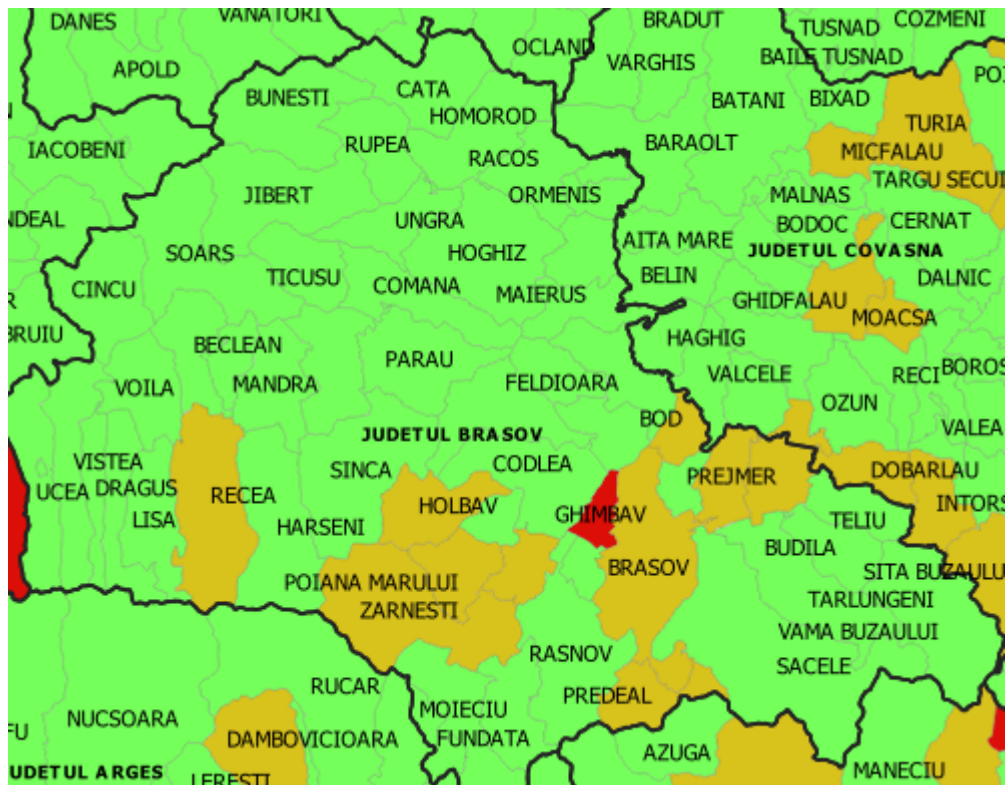 DANES
VANATORI
BRADUT
TUSNAD
COZMENI
OCLAND
VARGHIS
BAILE TUSNAD
APOLD
BUNESTI
CATA
BATANI
BIXAD
HOMOROD
TURIA
IACOBENI
RUPEA
RACOS
BARAOLT
MICFALAU
TARGU SECUI
JIBERT
ORMENIS
MALNAS
UNGRA
BODOC
CERNAT
SOARS
HOGHIZ
AITA MARE
JUDETUL COVASNA
TICUSU
BELIN
DALNIC
CINCU
COMANA
MAIERUS
GHIDFALAU
MOACSA
BRUIU
BECLEAN
PARAU
HAGHIG
VOILA
MANDRA
FELDIOARA
VALCELE
RECI
BOROS
OZUN
BOD
VALEA
JUDETUL BRASOV
VISTEA
SINCA
CODLEA
PREJMER
DOBARLAU
UCEA
DRAGUS
RECEA
HOLBAV
INTORS
LISA
HARSENI
GHIMBAV
TELIU
BUDILA
POIANA MARULUI
BRASOV
SITA BUZAULU
ZARNESTI
TARLUNGENI
VAMA BUZAULUI
RASNOV
SACELE
RUCAR
PREDEAL
NUCSOARA
MOIECIU
DAMBOVICIOARA
FUNDATA
AZUGA
UDETUL ARGES
LERESTI
MANECIU